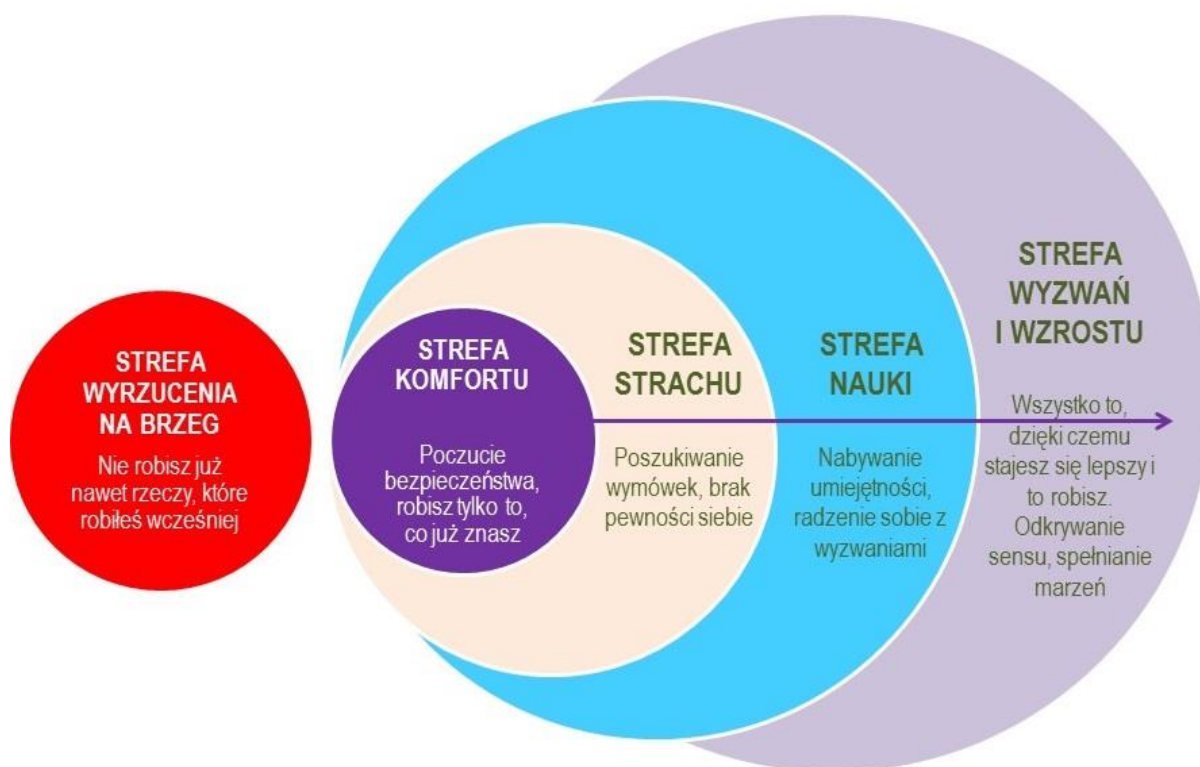 STREFA
WYRZUCENIA
NA BRZEG
Nie robisz już
nawet rzeczy, które
robiłeś wcześniej
STREFA
KOMFORTU
Poczucie
bezpieczeństwa,
robisz tylko to,
co już znasz
STREFA
STRACHU
Poszukiwanie
wymówek, brak
pewności siebie
STREFA
NAUKI
Nabywanie
umiejętności,
radzenie sobie z
wyzwaniami
STREFA
WYZWAŃ
I WZROSTU
Wszystko to,
dzięki czemu
stajesz się lepszy i
to robisz.
Odkrywanie
sensu, spełnianie
marzeń